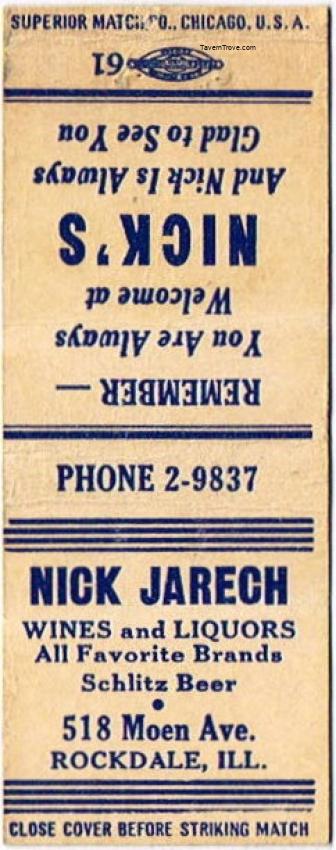 SUPERIOR MATCH CO., CHICAGO, U.S.A.
TavernTrove.com
61
REMEMBER —
You Are Always
Welcome at
NICK'S
And Nick Is Always
Glad to See You
PHONE 2-9837
NICK JARECH
WINES and LIQUORS
All Favorite Brands
Schlitz Beer
518 Moen Ave.
ROCKDALE, ILL.
CLOSE COVER BEFORE STRIKING MATCH